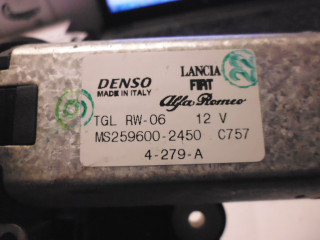 DENSO
MADE IN ITALY
LANCIA
FIAT
Alfa Romeo
TGL RW-06 12 V
MS259600-2450 C757
4-279-A